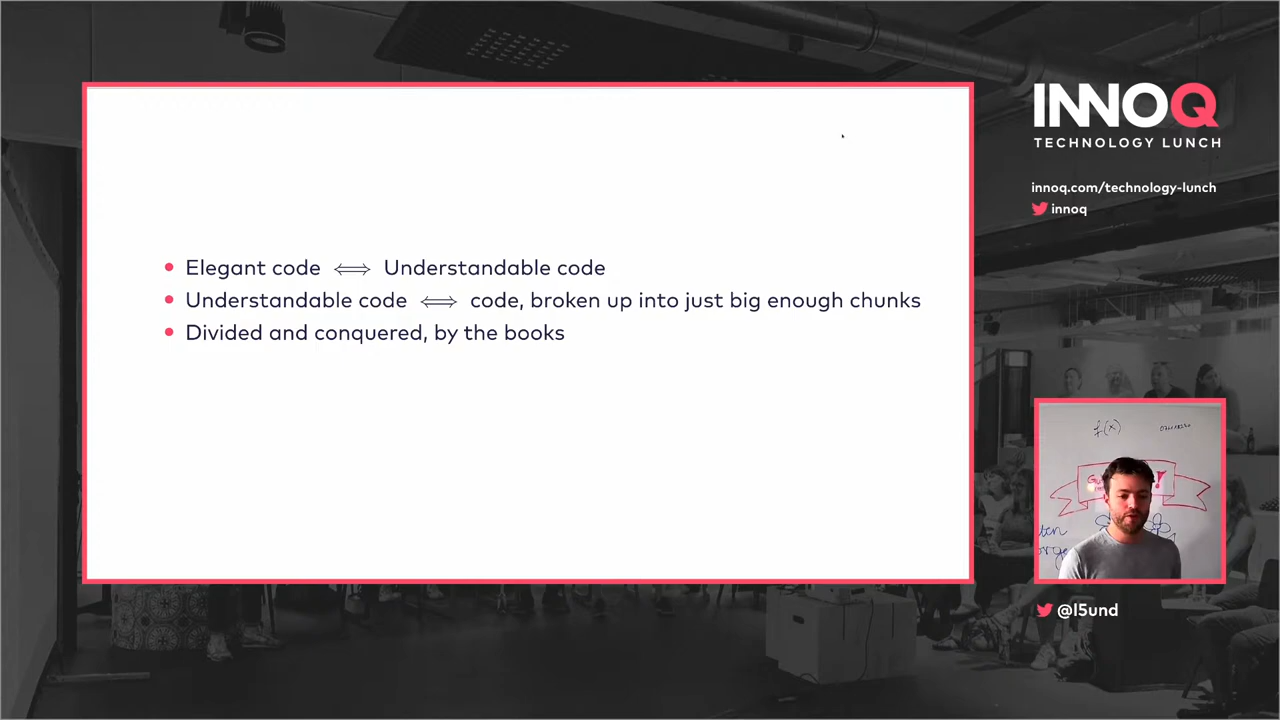 Elegant code ⟺ Understandable code
Understandable code ⟺ code, broken up into just big enough chunks
Divided and conquered, by the books
INNOQ
TECHNOLOGY LUNCH
innoq.com/technology-lunch
innoq
f(x)
@l5und